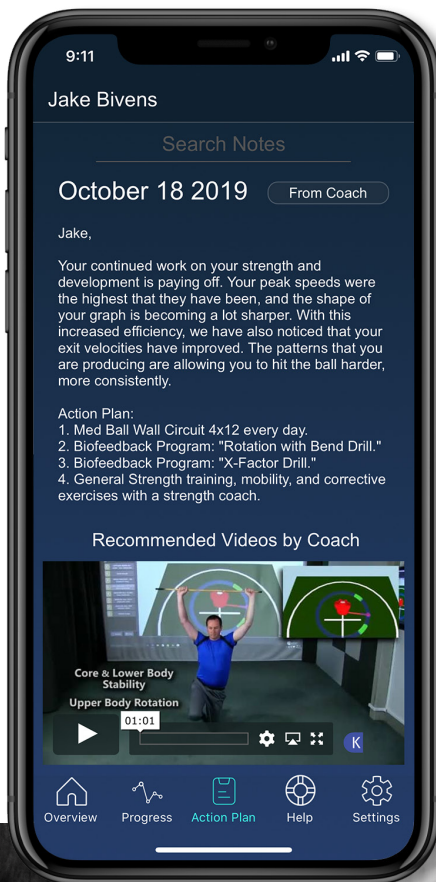 9:11
Jake Bivens
Search Notes
October 18 2019
From Coach
Jake,
Your continued work on your strength and
development is paying off. Your peak speeds were
the highest that they have been, and the shape of
your graph is becoming a lot sharper. With this
increased efficiency, we have also noticed that your
exit velocities have improved. The patterns that you
are producing are allowing you to hit the ball harder,
more consistently.
Action Plan:
1. Med Ball Wall Circuit 4x12 every day.
2. Biofeedback Program: "Rotation with Bend Drill."
3. Biofeedback Program: "X-Factor Drill."
4. General Strength training, mobility, and corrective
exercises with a strength coach.
Recommended Videos by Coach
Core & Lower Body
Stability
Upper Body Rotation
01:01
K
Overview
Progress
Action Plan
Help
Settings